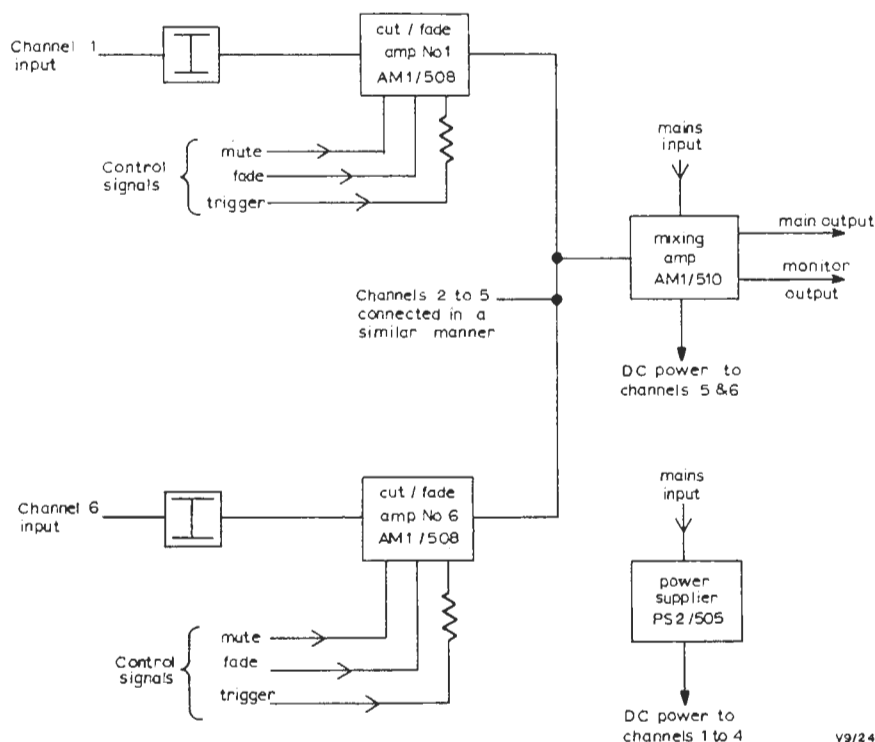 Channel 1
input
cut / fade
amp No 1
AM1/508
Control
signals
mute
fade
trigger
mains
input
mixing
amp
AM1/510
main output
monitor
output
Channels 2 to 5
connected in a
similar manner
DC power to
channels 5 & 6
Channel 6
input
cut / fade
amp No 6
AM1/508
Control
signals
mute
fade
trigger
mains
input
power
supplier
PS2/505
DC power to
channels 1 to 4
Y9/24